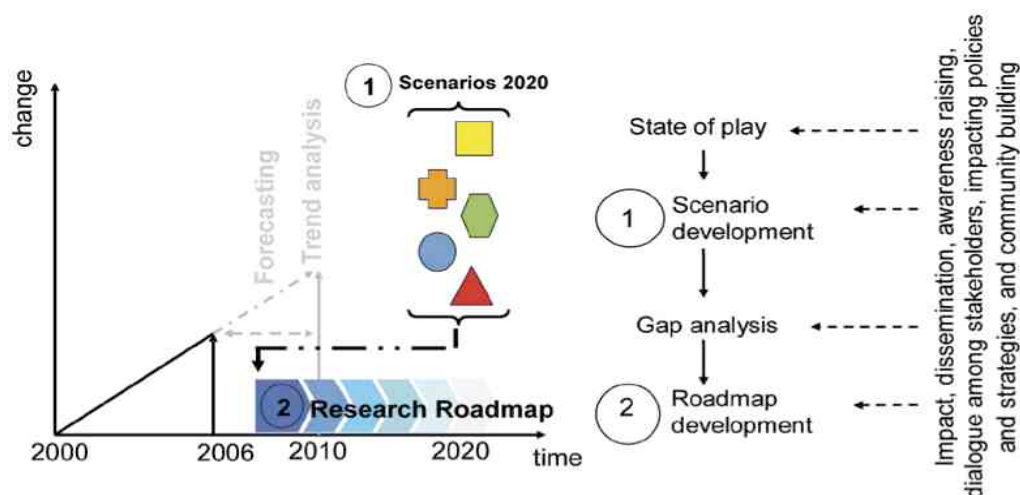 change
Forecasting
Trend analysis
1 Scenarios 2020
2 Research Roadmap
2000
2006
2010
2020
time
State of play
1 Scenario
development
Gap analysis
2 Roadmap
development
Impact, dissemination, awareness raising,
dialogue among stakeholders, impacting policies
and strategies, and community building